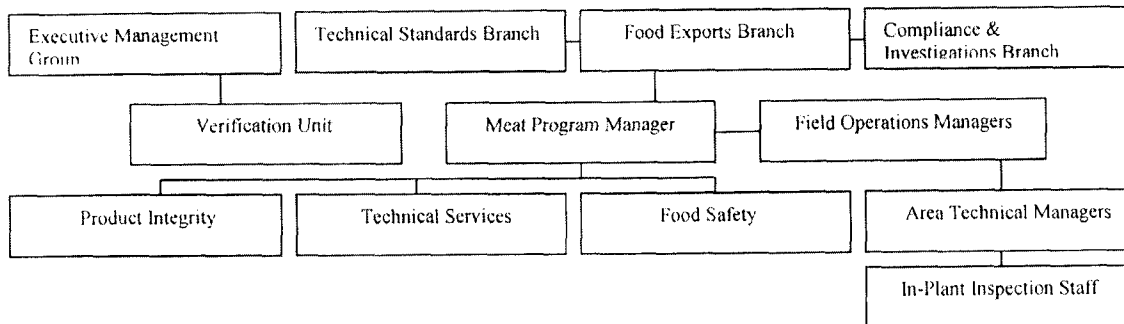 Executive Management
Group
Technical Standards Branch
Food Exports Branch
Compliance &
Investigations Branch
Verification Unit
Meat Program Manager
Field Operations Managers
Product Integrity
Technical Services
Food Safety
Area Technical Managers
In-Plant Inspection Staff